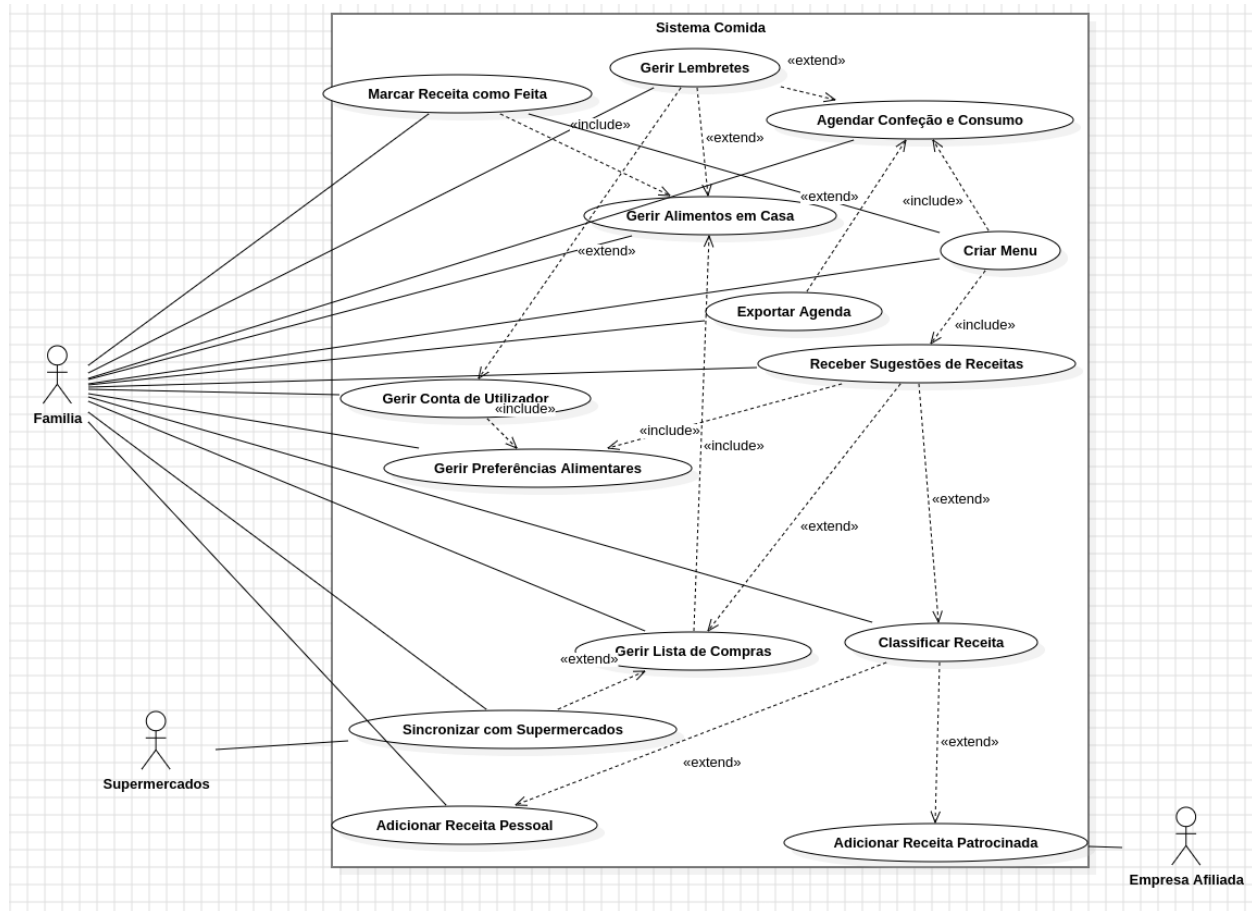 Sistema Comida
Gerir Lembretes
«extend»
Marcar Receita como Feita
Agendar Confeção e Consumo
«include»
«extend»
«extend»
«include»
Gerir Alimentos em Casa
«extend»
Criar Menu
Exportar Agenda
«include»
Receber Sugestões de Receitas
Gerir Conta de Utilizador
«include»
Familia
«include»
«include»
Gerir Preferências Alimentares
«extend»
«extend»
Classificar Receita
Gerir Lista de Compras
«extend»
Sincronizar com Supermercados
«extend»
«extend»
Supermercados
Adicionar Receita Pessoal
Adicionar Receita Patrocinada
Empresa Afiliada